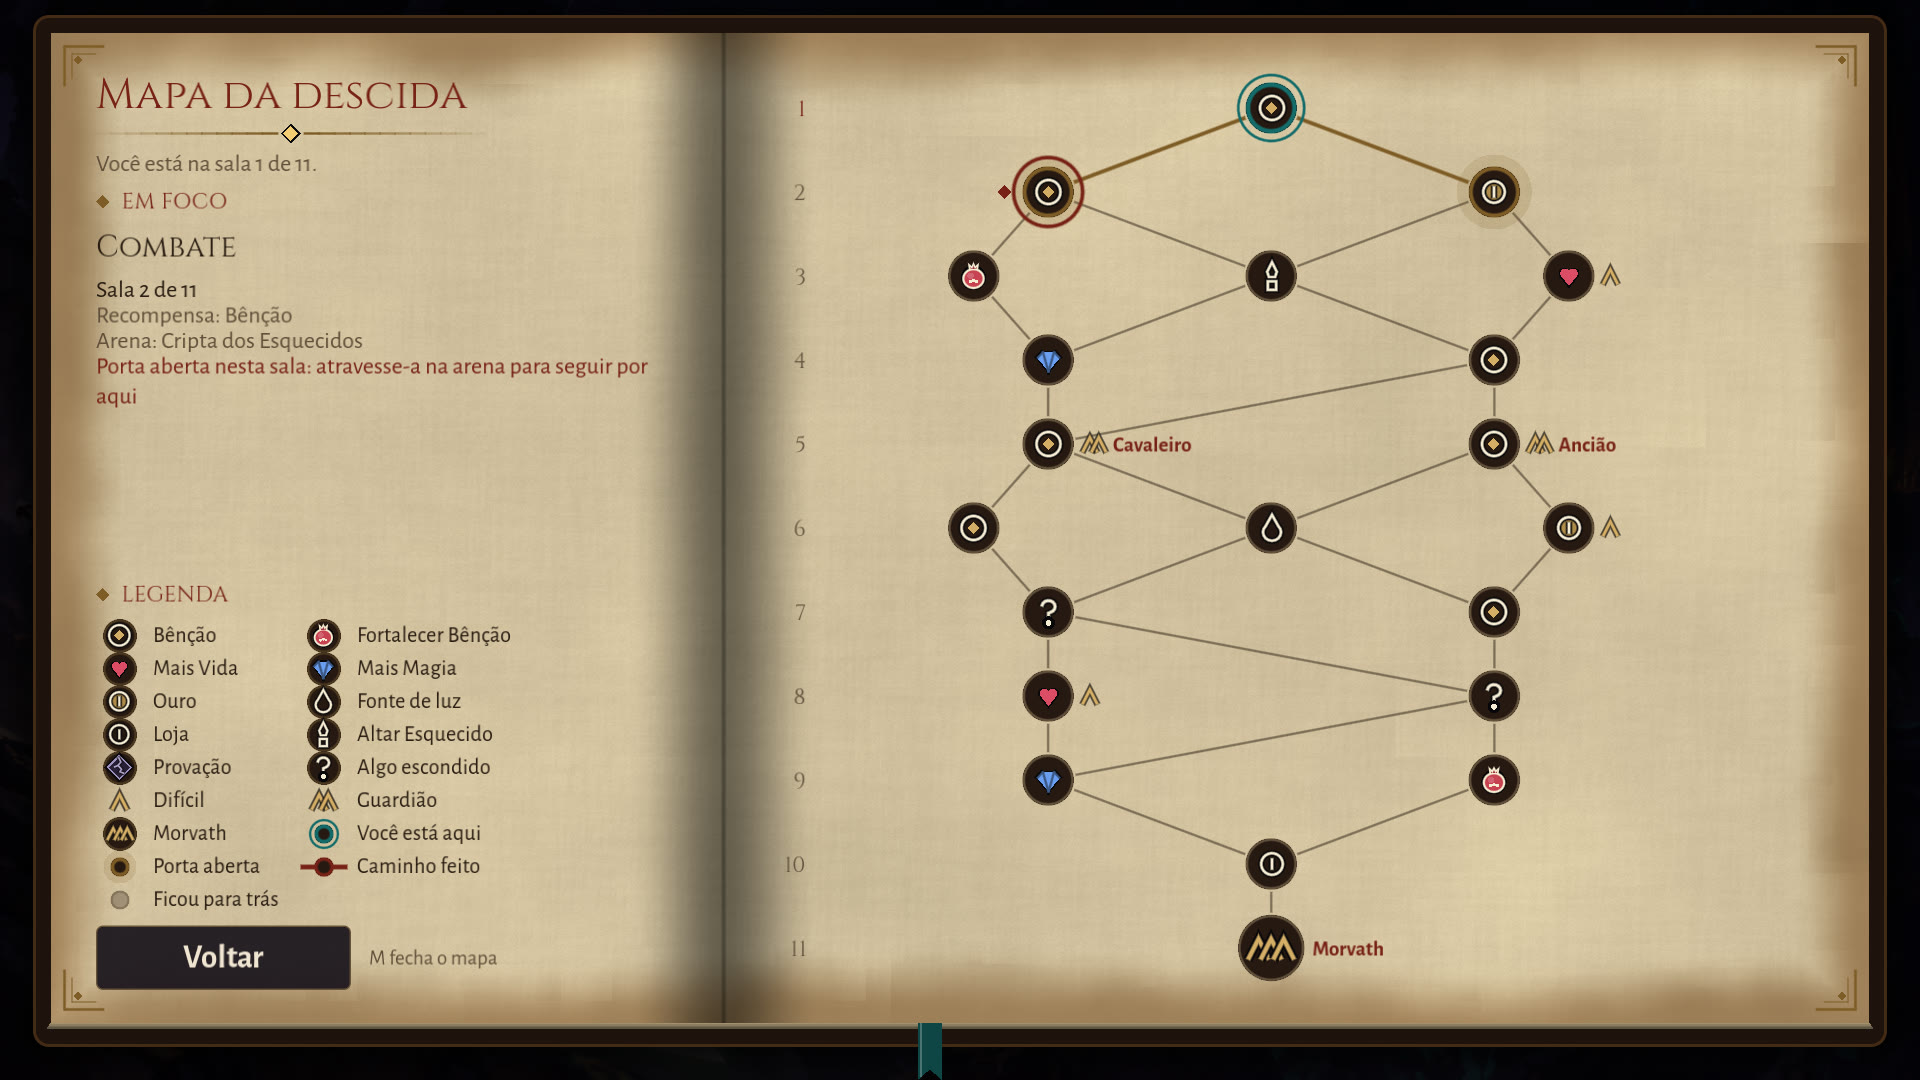 Mapa da descida
Você está na sala 1 de 11.
EM FOCO
Combate
Sala 2 de 11
Recompensa: Bênção
Arena: Cripta dos Esquecidos
Porta aberta nesta sala: atravesse-a na arena para seguir por
aqui
LEGENDA
Bênção
Fortalecer Bênção
Mais Vida
Mais Magia
Ouro
Fonte de luz
Loja
Altar Esquecido
Provação
? Algo escondido
Difícil
Guardião
Morvath
Você está aqui
Porta aberta
Caminho feito
Ficou para trás
Voltar
M fecha o mapa
1
2
3
4
5
Cavaleiro
Ancião
6
7
?
8
?
9
10
11
Morvath